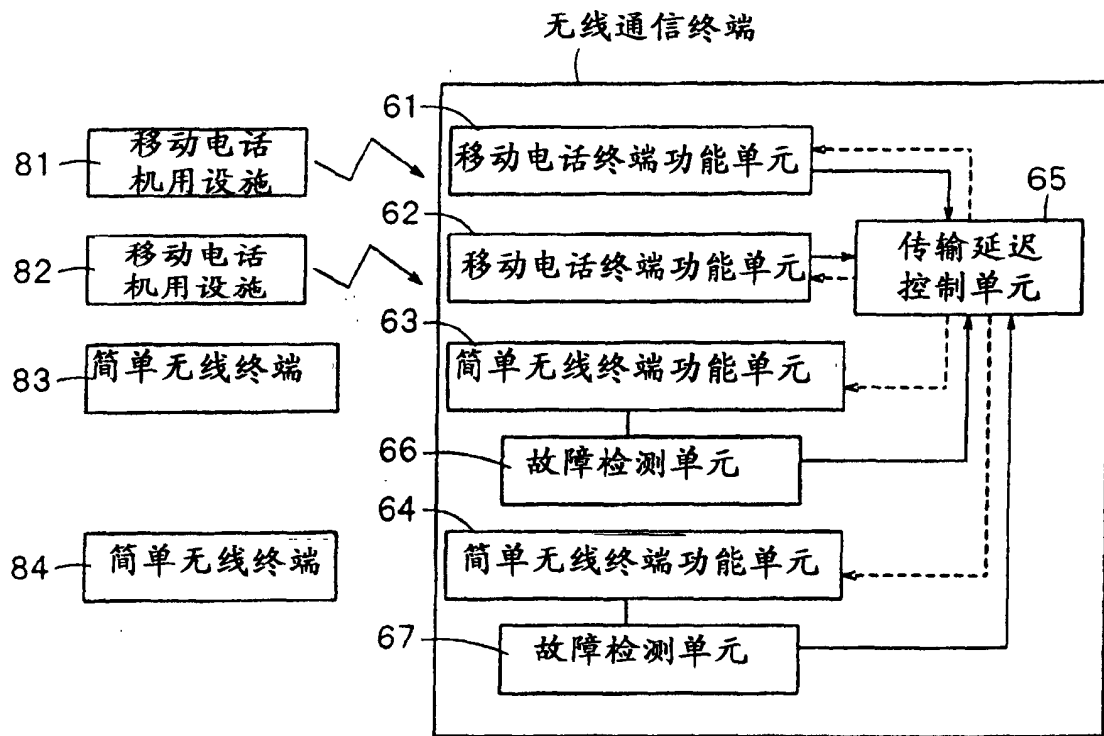 无线通信终端
61
81
移动电话
机用设施
移动电话终端功能单元
65
62
82
移动电话
机用设施
移动电话终端功能单元
传输延迟
控制单元
63
83
简单无线终端
简单无线终端功能单元
66
故障检测单元
64
84
简单无线终端
简单无线终端功能单元
67
故障检测单元